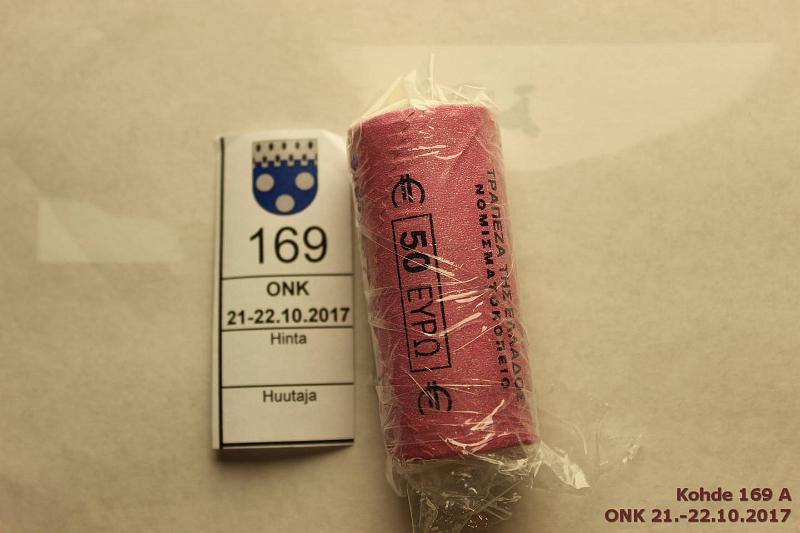 169
ONK
21-22.10.2017
Hinta
Huutaja
ΤΡΑΠΕΖΑ ΤΗΣ ΕΛΛΑΔΟΣ
ΝΟΜΙΣΜΑΤΟΚΟΠΕΙΟ
€ 50 ΕΥΡΩ €
Kohde 169 A
ONK 21.-22.10.2017